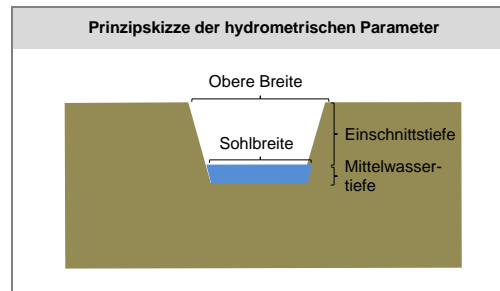 Prinzipskizze der hydrometrischen Parameter
Obere Breite
Sohlbreite
Einschnittstiefe
Mittelwasser-
tiefe